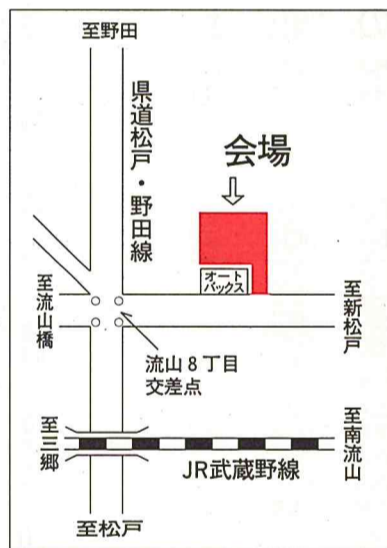 至野田
県道松戸・野田線
会場
オート
バックス
至流山橋
至新松戸
流山8丁目
交差点
至三郷
至南流山
JR武蔵野線
至松戸